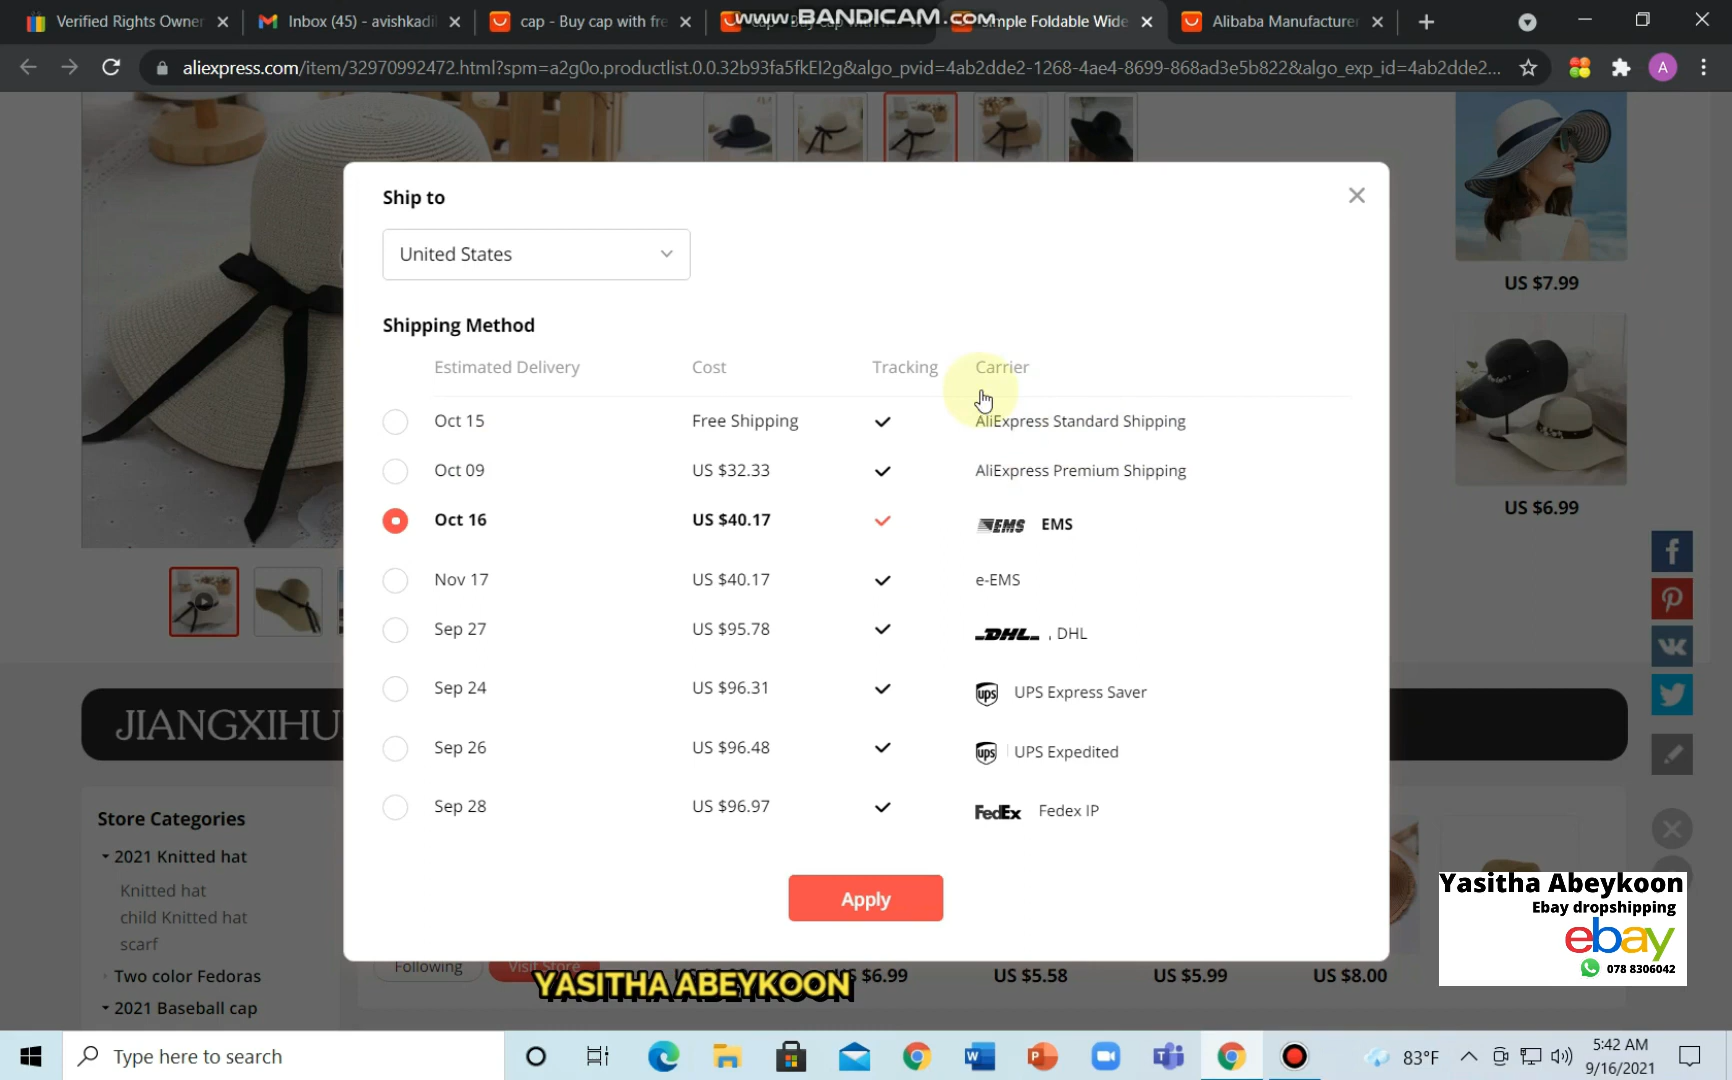 Verified Rights Owner
Inbox (45) - avishkadil
cap - Buy cap with fre
www.BANDICAM.com
Simple Foldable Wide
Alibaba Manufacturer
aliexpress.com/item/32970992472.html?spm=a2g0o.productlist.0.0.32b93fa5fkEI2g&algo_pvid=4ab2dde2-1268-4ae4-8699-868ad3e5b822&algo_exp_id=4ab2dde2...
A
Ship to
United States
Shipping Method
Estimated Delivery Cost Tracking Carrier
Oct 15 Free Shipping AliExpress Standard Shipping
Oct 09 US $32.33 AliExpress Premium Shipping
Oct 16 US $40.17 EMS EMS
Nov 17 US $40.17 e-EMS
Sep 27 US $95.78 DHL DHL
Sep 24 US $96.31 ups UPS Express Saver
Sep 26 US $96.48 ups UPS Expedited
Sep 28 US $96.97 FedEx Fedex IP
Apply
US $7.99
US $6.99
JIANGXIHU
Store Categories
2021 Knitted hat
Knitted hat
child Knitted hat
scarf
Two color Fedoras
2021 Baseball cap
Following
Visit Store
$6.99
US $5.58
US $5.99
US $8.00
YASITHA ABEYKOON
Yasitha Abeykoon
Ebay dropshipping
ebay
078 8306042
Type here to search
83°F
5:42 AM
9/16/2021